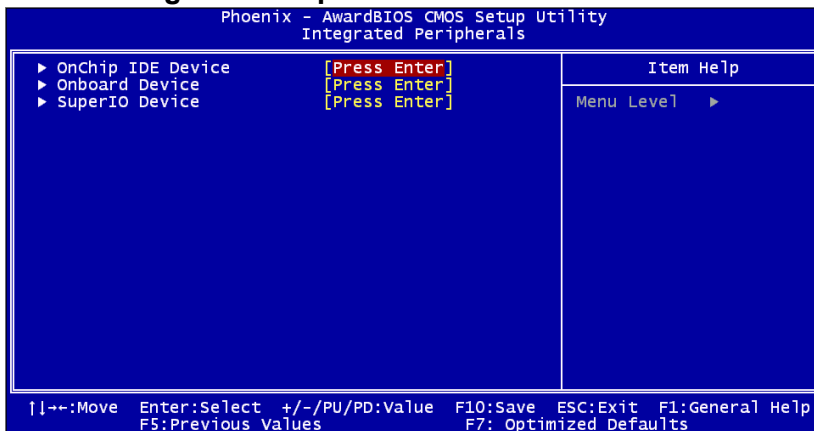 Phoenix - AwardBIOS CMOS Setup Utility
Integrated Peripherals
▶ OnChip IDE Device [Press Enter]
▶ Onboard Device [Press Enter]
▶ SuperIO Device [Press Enter]
Item Help
Menu Level ▶
↑↓→←:Move Enter:Select +/-/PU/PD:Value F10:Save ESC:Exit F1:General Help
F5:Previous Values F7: Optimized Defaults